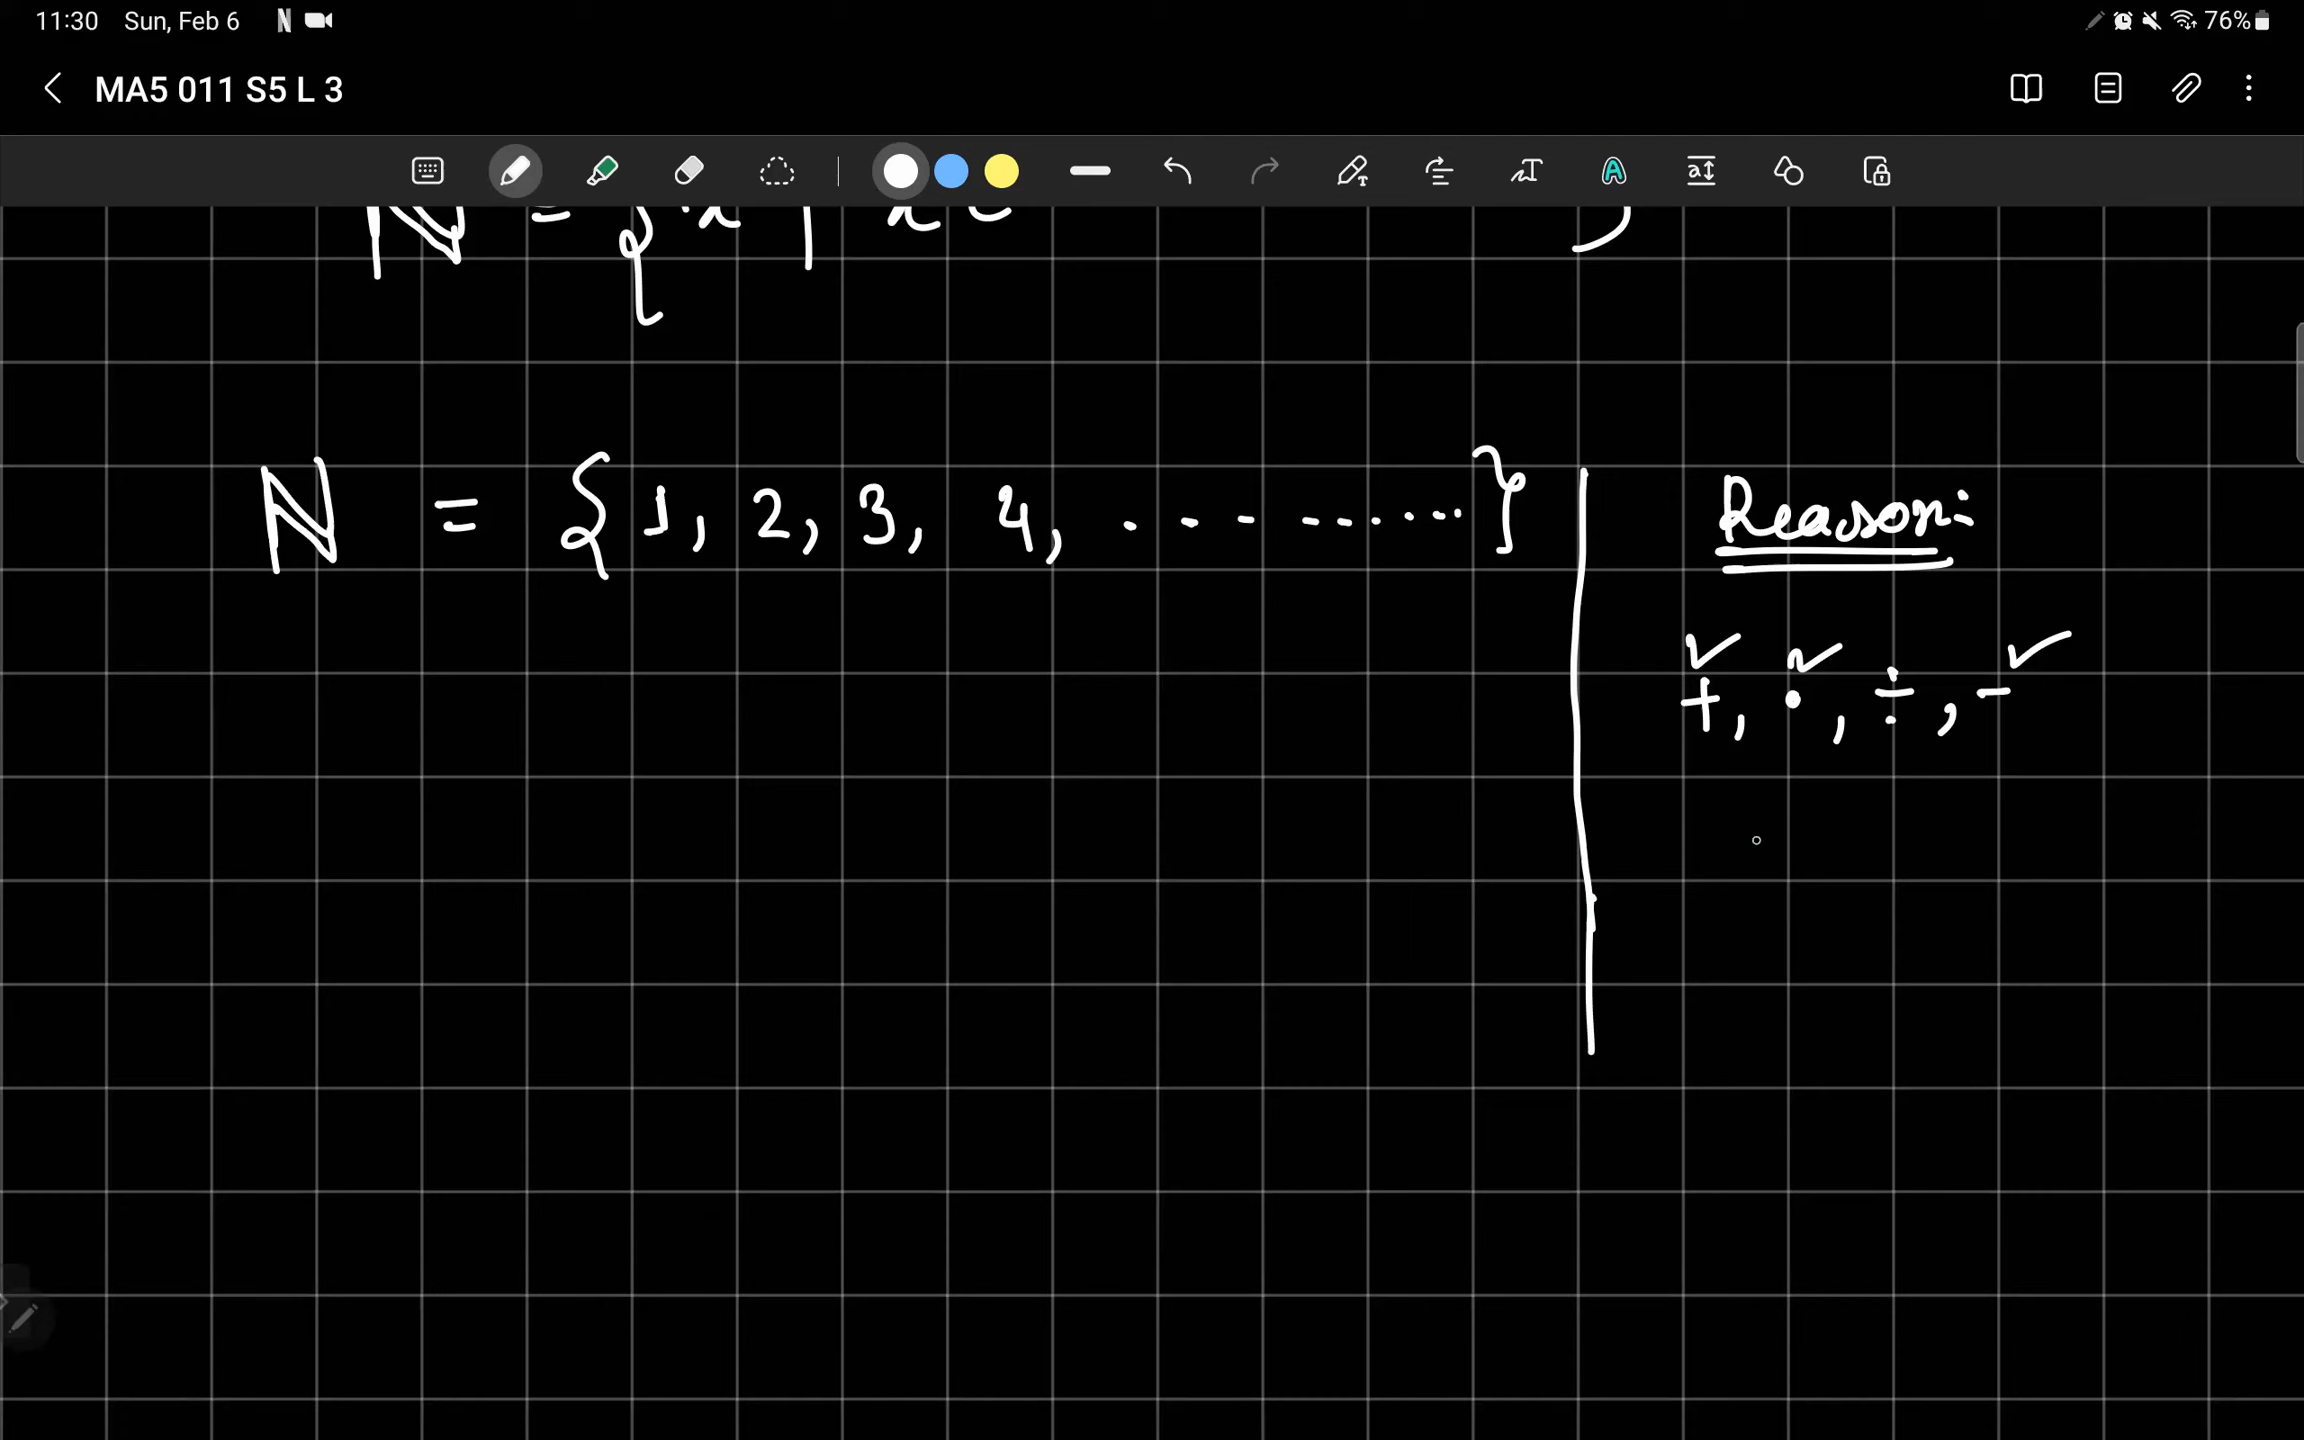 11:30 Sun, Feb 6 N 76%
MA5 011 S5 L 3
ℕ = { x | x ∈ }
ℕ = { 1, 2, 3, 4, . - - - - . . . . . }
Reason:
✓ ✓ ✓
+, •, ÷, -